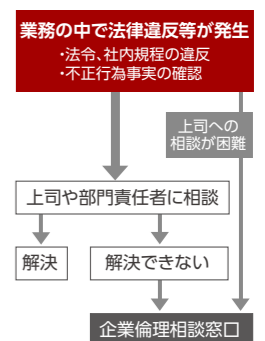 業務の中で法律違反等が発生
・法令、社内規程の違反
・不正行為事実の確認
上司への
相談が困難
上司や部門責任者に相談
解決
解決できない
企業倫理相談窓口